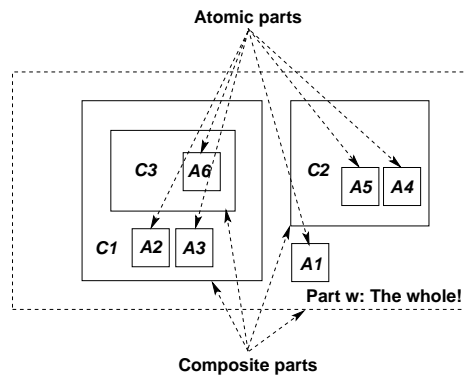 Atomic parts
C3
A6
C2
A5
A4
C1
A2
A3
A1
Part w: The whole!
Composite parts